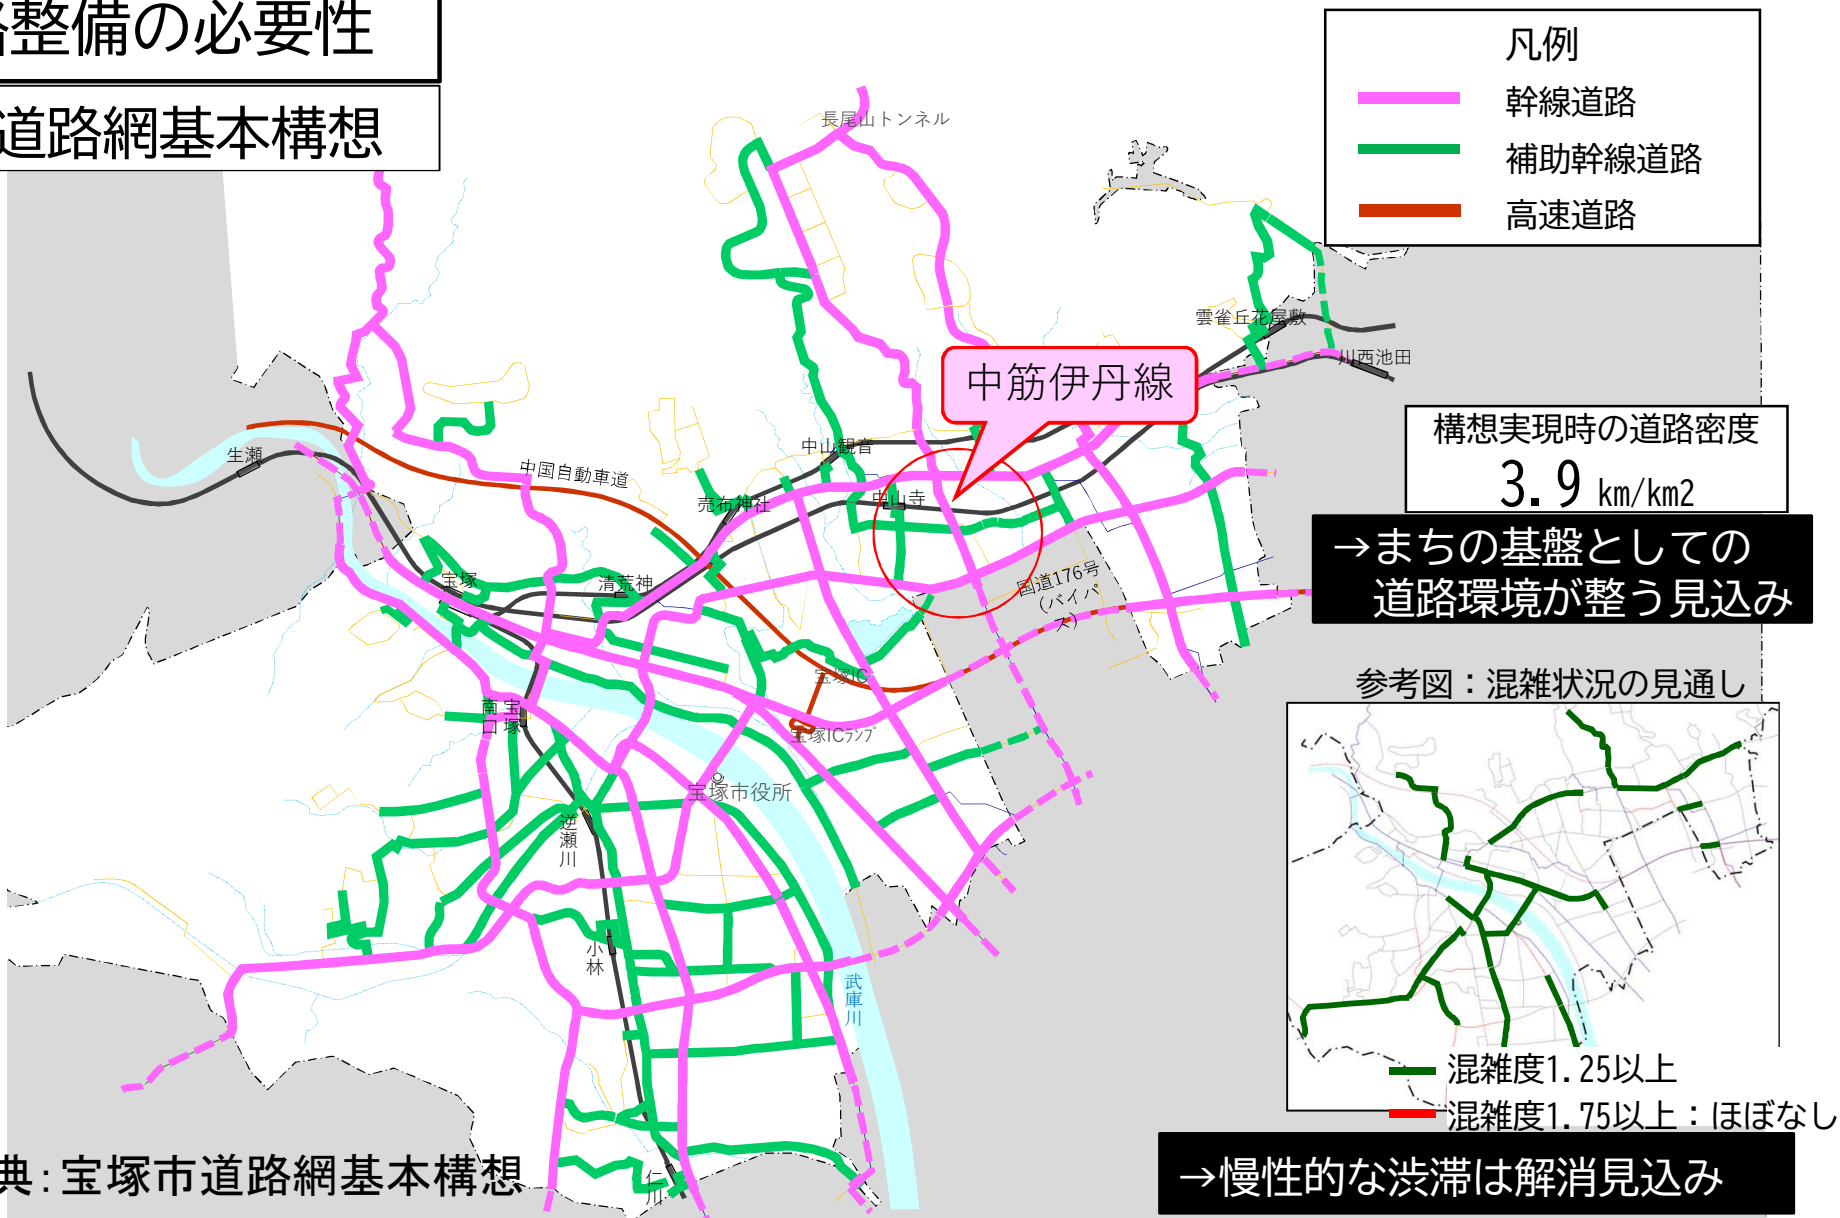 整備の必要性
道路網基本構想
凡例
幹線道路
補助幹線道路
高速道路
長尾山トンネル
雲雀丘花屋敷
川西池田
中筋伊丹線
構想実現時の道路密度
3.9 km/km2
→まちの基盤としての
道路環境が整う見込み
中山観音
生瀬
中国自動車道
売布神社
中山寺
国道176号
(バイパ
ス)
宝塚
清荒神
宝塚IC
宝塚ICランプ
宝塚
南口
宝塚市役所
逆瀬川
小林
武庫川
仁川
参考図：混雑状況の見通し
混雑度1.25以上
混雑度1.75以上：ほぼなし
→慢性的な渋滞は解消見込み
典:宝塚市道路網基本構想